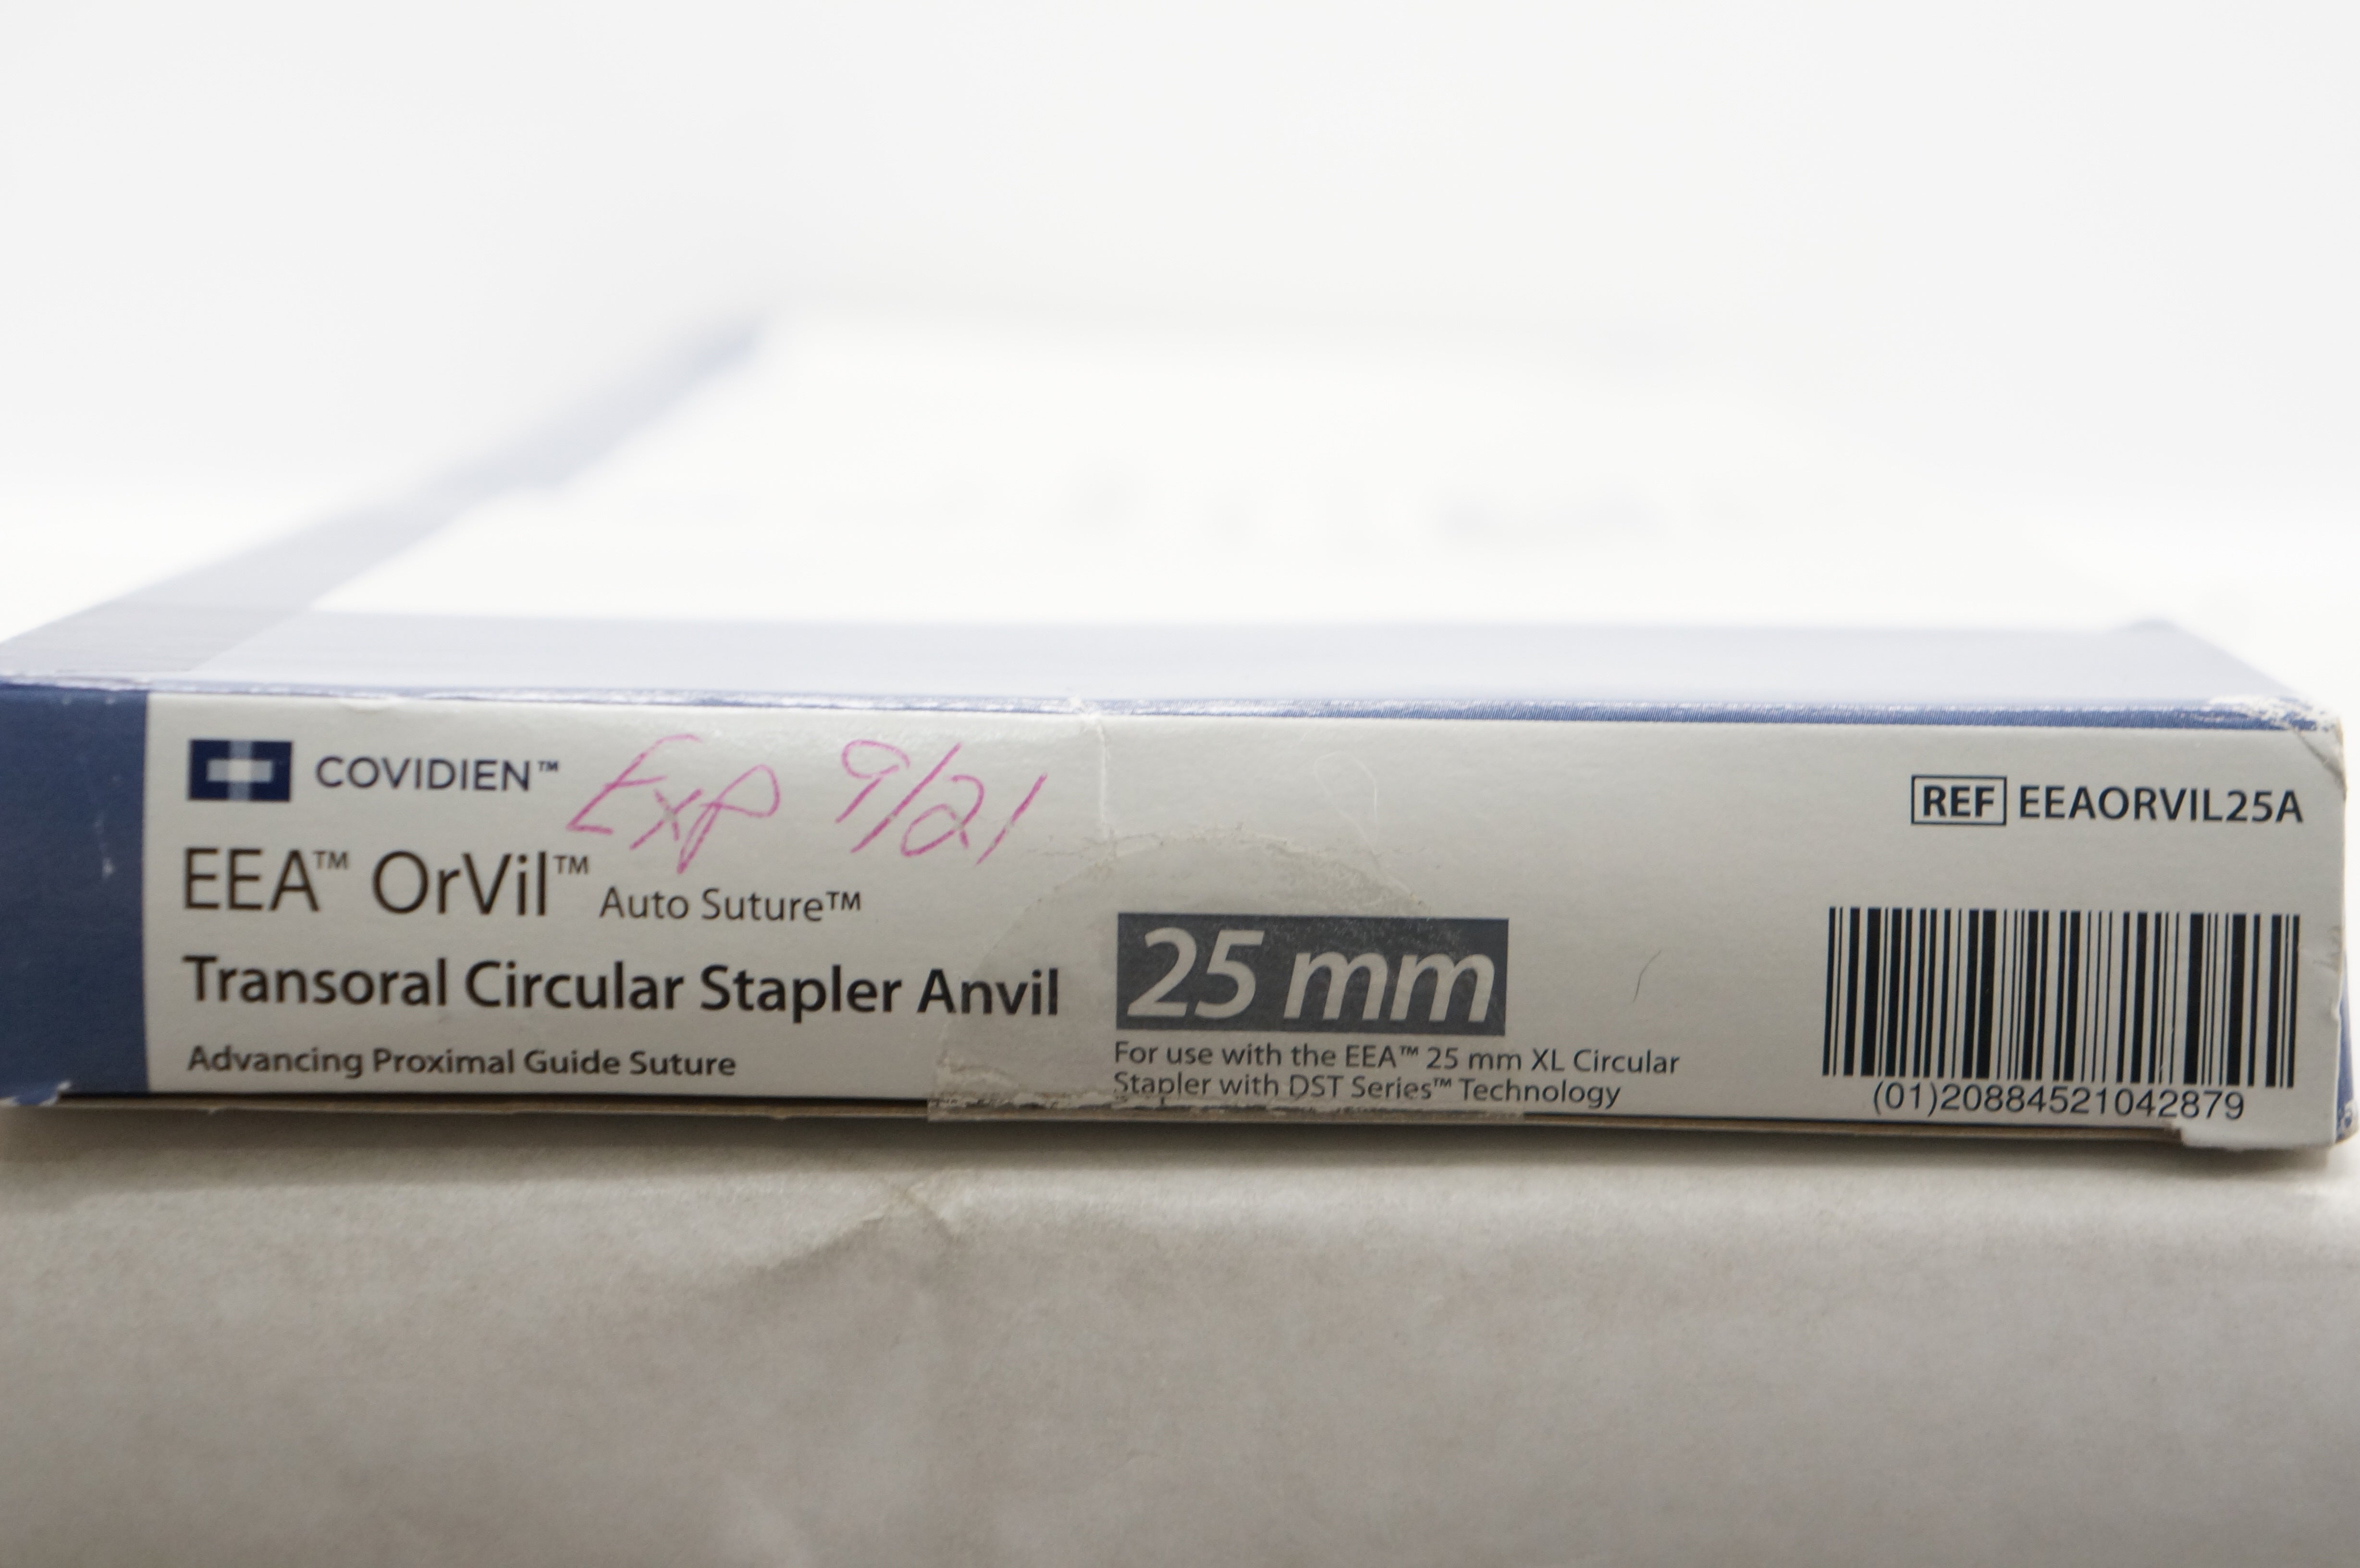 COVIDIEN™ Exp 9/21
EEA™ OrVil™ Auto Suture™
Transoral Circular Stapler Anvil
Advancing Proximal Guide Suture
25 mm
For use with the EEA™ 25 mm XL Circular
Stapler with DST Series™ Technology
REF EEAORVIL25A
(01)20884521042879